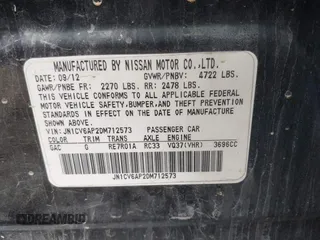 MANUFACTURED BY NISSAN MOTOR CO.,LTD.
DATE: 09/12 GVWR/PNBV: 4722 LBS.
GAWR/PNBE FR: 2270 LBS. RR: 2478 LBS.
THIS VEHICLE CONFORMS TO ALL APPLICABLE FEDERAL
MOTOR VEHICLE SAFETY,BUMPER,AND THEFT PREVENTION
STANDARDS IN EFFECT ON THE DATE OF MANUFACTURE
SHOWN ABOVE.
VIN: JN1CV6AP2DM712573 PASSENGER CAR
COLOR TRIM TRANS AXLE ENGINE
GAC G RE7R01A RC33 VQ37(VHR) 3696CC
JN1CV6AP2DM712573
DREAMBID